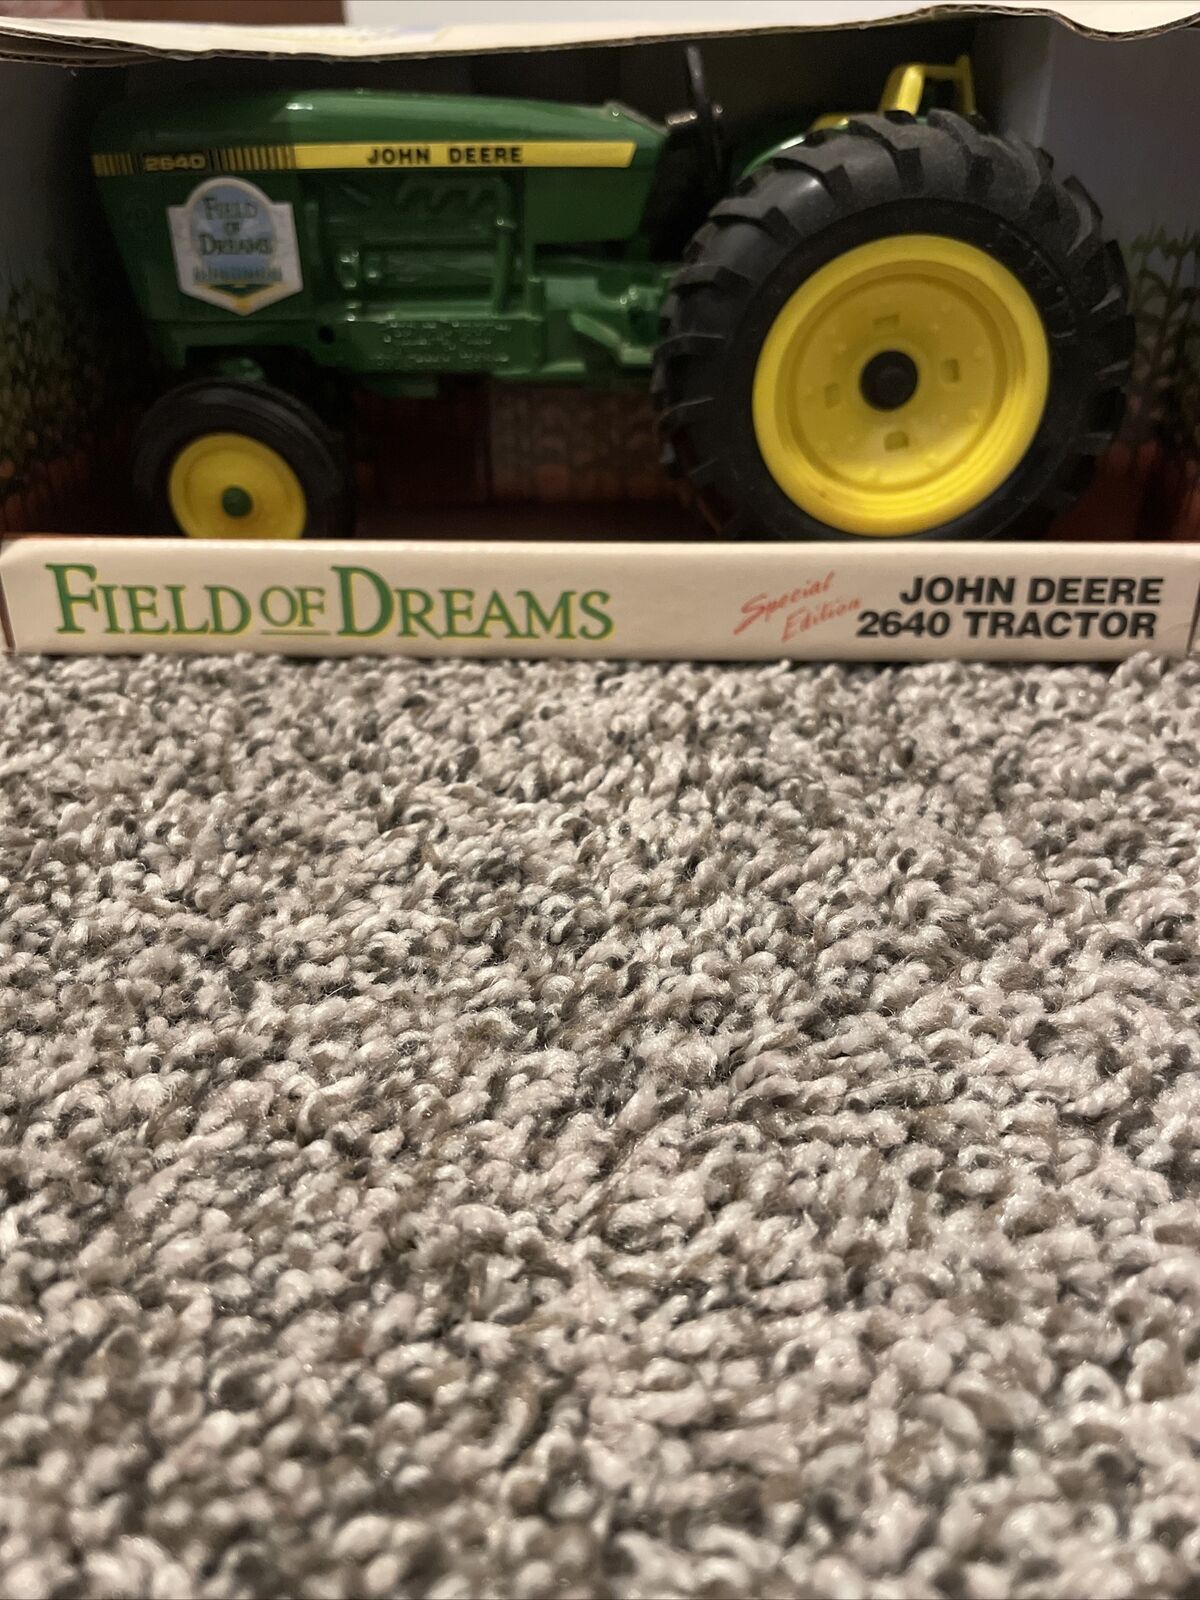 2640 JOHN DEERE
FIELD
OF
DREAMS
FIELD OF DREAMS
Special
Edition
JOHN DEERE
2640 TRACTOR